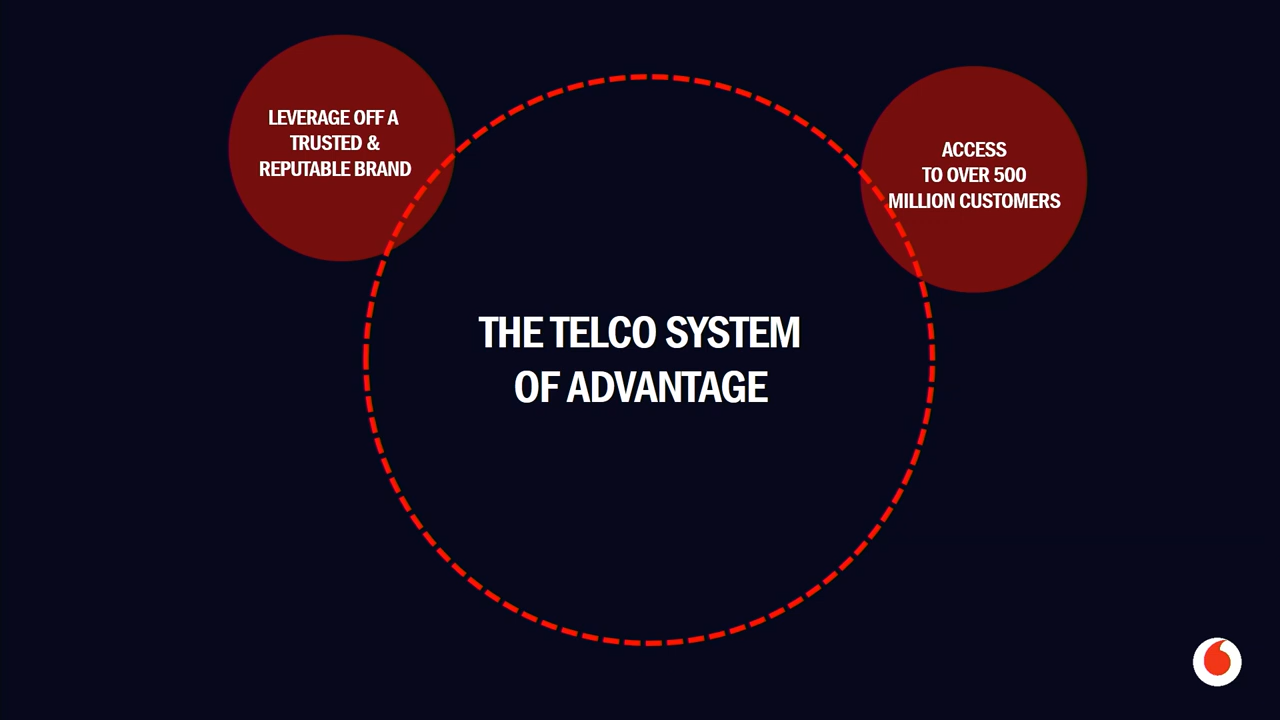 LEVERAGE OFF A
TRUSTED &
REPUTABLE BRAND
ACCESS
TO OVER 500
MILLION CUSTOMERS
THE TELCO SYSTEM
OF ADVANTAGE